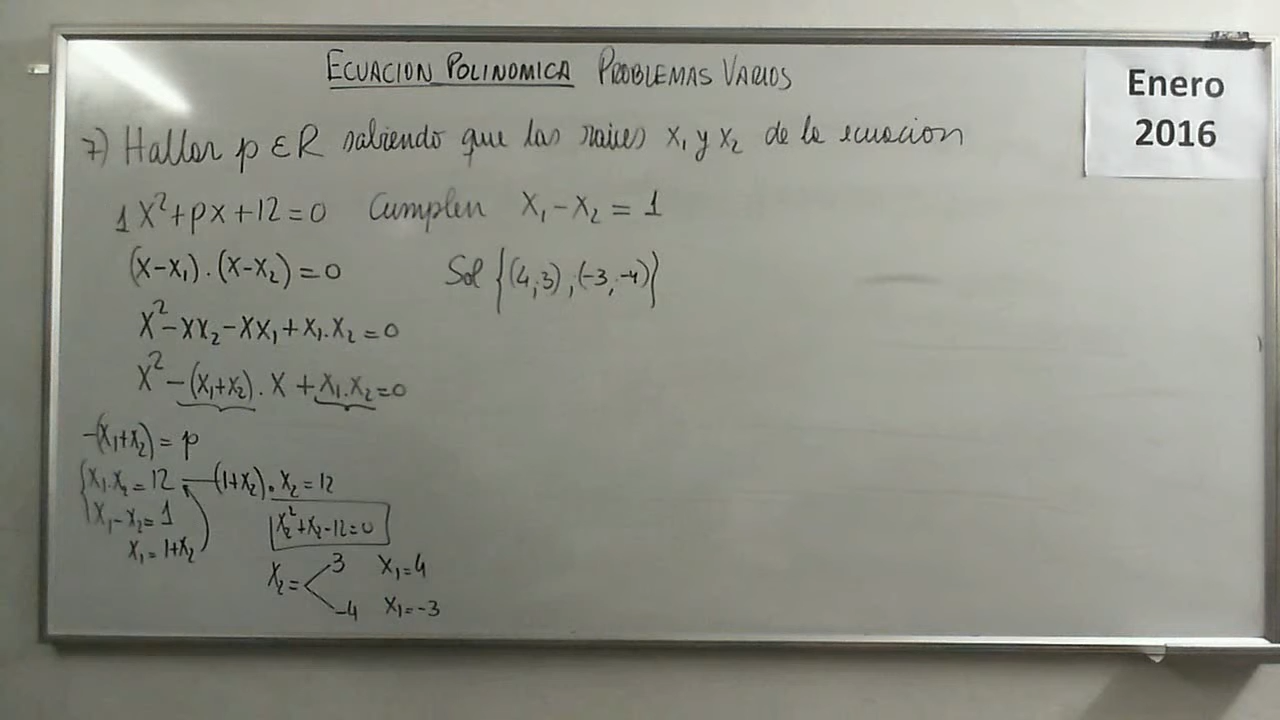 ECUACION POLINOMICA PROBLEMAS VARIOS
Enero
2016
7) Hallar p ∈ R sabiendo que las raices x₁ y x₂ de la ecuacion
1x²+px+12=0 Cumplen x₁-x₂=1
(x-x₁).(x-x₂)=0 Sol {(4;3),(-3,-4)}
x²-xx₂-xx₁+x₁.x₂=0
x²-(x₁+x₂).x+x₁.x₂=0
-(x₁+x₂)=p
x₁.x₂=12 (1+x₂).x₂=12
x₁-x₂=1 x₂²+x₂-12=0
x₁=1+x₂
x₂= 3 x₁=4
-4 x₁=-3